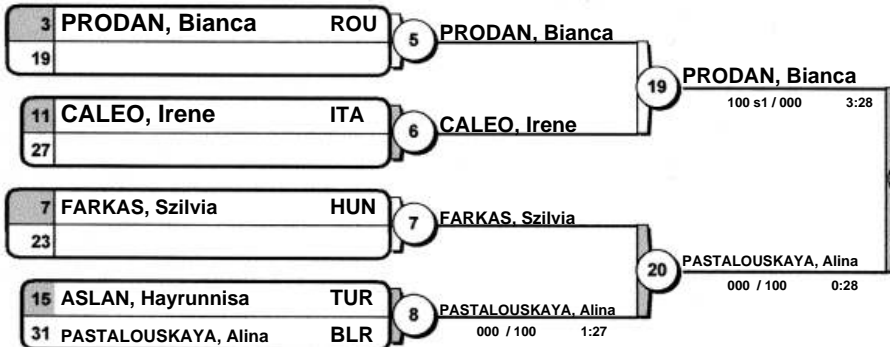 3 PRODAN, Bianca ROU
19
5 PRODAN, Bianca
11 CALEO, Irene ITA
27
6 CALEO, Irene
19 PRODAN, Bianca
100 s1 / 000 3:28
7 FARKAS, Szilvia HUN
23
7 FARKAS, Szilvia
15 ASLAN, Hayrunnisa TUR
31 PASTALOUSKAYA, Alina BLR
8 PASTALOUSKAYA, Alina
000 / 100 1:27
20 PASTALOUSKAYA, Alina
000 / 100 0:28